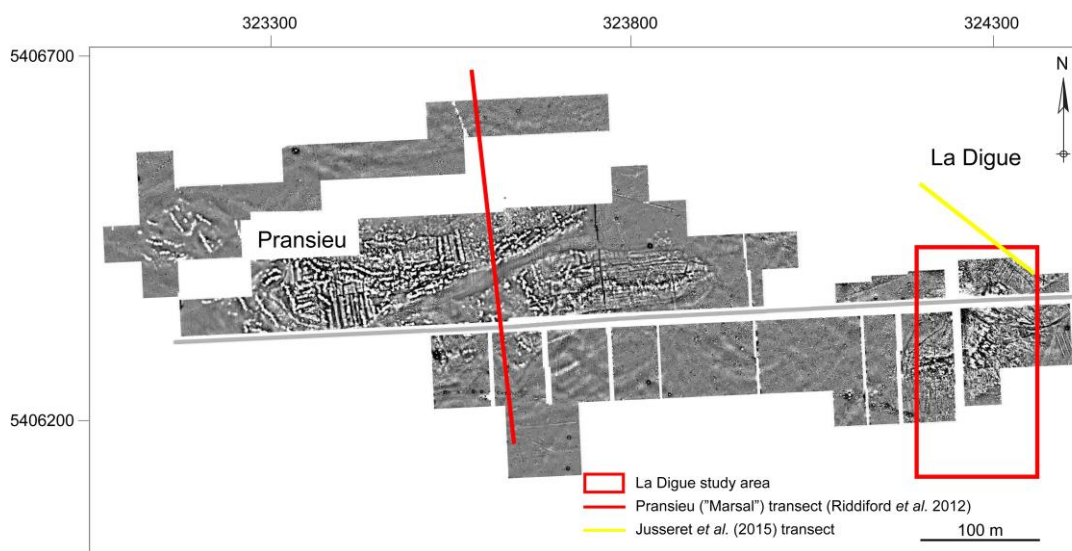 323300
323800
324300
5406700
N
La Digue
Pransieu
5406200
La Digue study area
Pransieu ("Marsal") transect (Riddiford et al. 2012)
Jusseret et al. (2015) transect
100 m